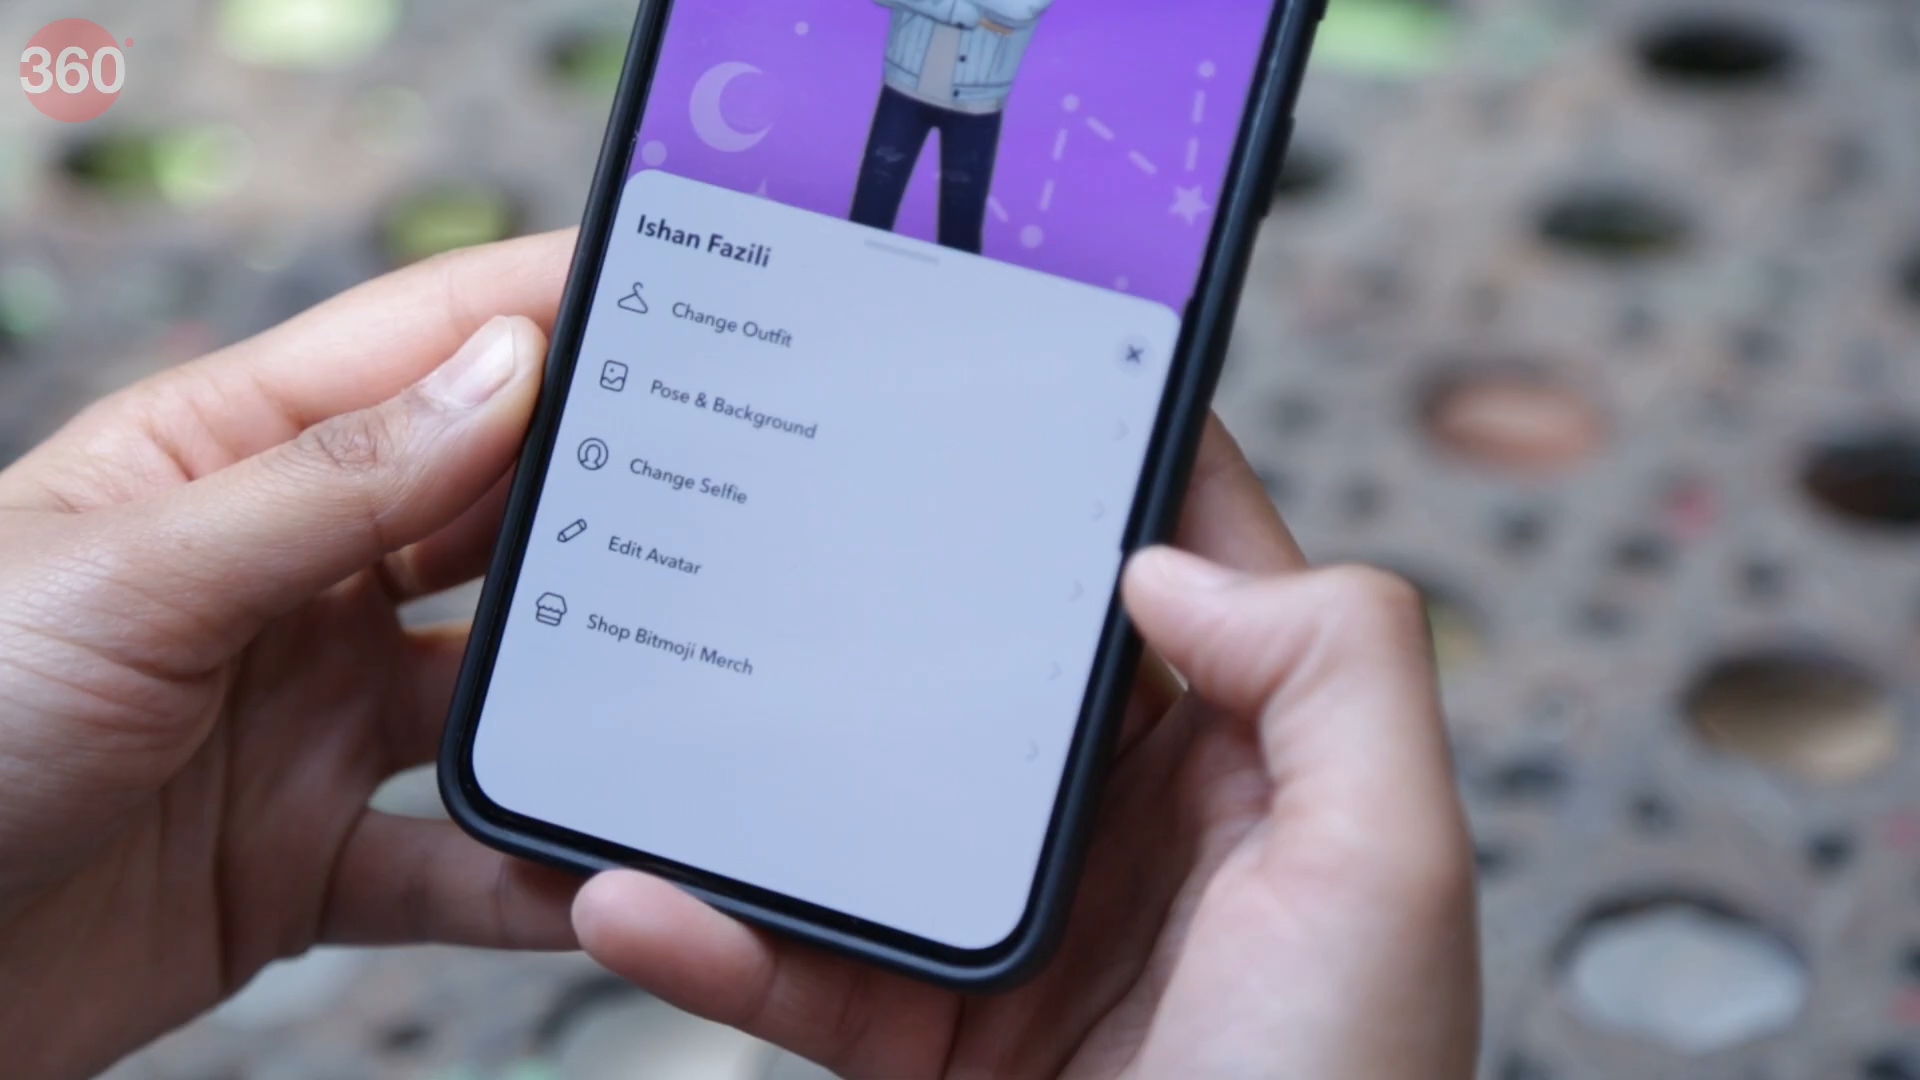 360
Ishan Fazili
Change Outfit
Pose & Background
Change Selfie
Edit Avatar
Shop Bitmoji Merch